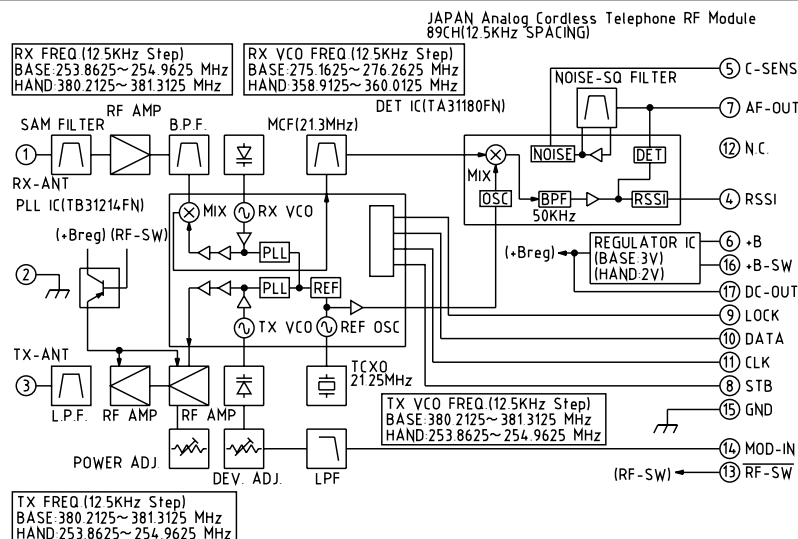 JAPAN Analog Cordless Telephone RF Module
89CH(12.5KHz SPACING)
RX FREQ.(12.5KHz Step)
BASE:253.8625~254.9625 MHz
HAND:380.2125~381.3125 MHz
RX VCO FREQ.(12.5KHz Step)
BASE:275.1625~276.2625 MHz
HAND:358.9125~360.0125 MHz
5 C-SENS
NOISE-SQ FILTER
RF AMP
DET IC(TA31180FN)
7 AF-OUT
SAM FILTER
B.P.F.
MCF(21.3MHz)
1
MIX
NOISE
DET
12 N.C.
RX-ANT
OSC
BPF
RSSI
4 RSSI
PLL IC(TB31214FN)
MIX
RX VCO
50KHz
(+Breg) (RF-SW)
PLL
(+Breg)
REGULATOR IC
(BASE:3V)
(HAND:2V)
6 +B
16 +B-SW
2
PLL
REF
17 DC-OUT
TX VCO
REF OSC
9 LOCK
10 DATA
TX-ANT
TCXO
21.25MHz
11 CLK
3
8 STB
L.P.F.
RF AMP
RF AMP
TX VCO FREQ.(12.5KHz Step)
BASE:380.2125~381.3125 MHz
HAND:253.8625~254.9625 MHz
15 GND
14 MOD-IN
POWER ADJ.
DEV. ADJ.
LPF
(RF-SW)
13 RF-SW
TX FREQ.(12.5KHz Step)
BASE:380.2125~381.3125 MHz
HAND:253.8625~254.9625 MHz